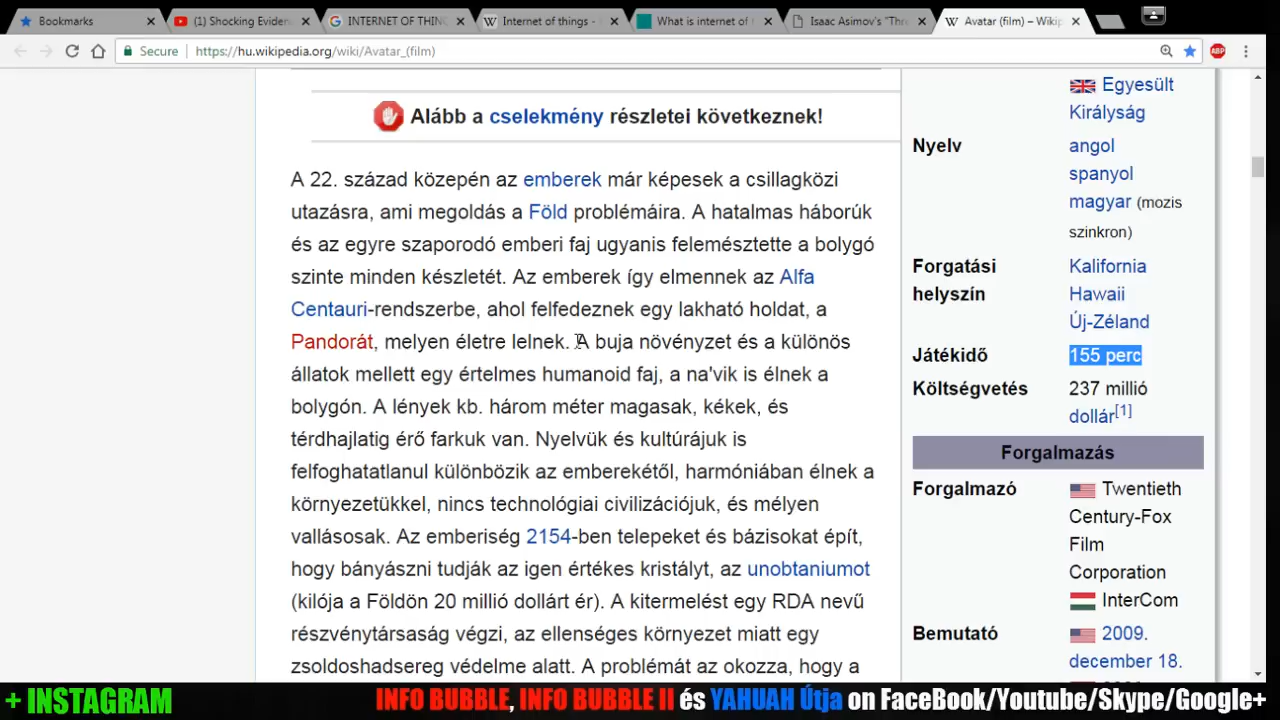 Bookmarks
(1) Shocking Eviden
INTERNET OF THIN
Internet of things -
What is internet of
Isaac Asimov's "Thr
Avatar (film) – Wikip
Secure
https://hu.wikipedia.org/wiki/Avatar_(film)
ABP
Alább a cselekmény részletei következnek!
A 22. század közepén az emberek már képesek a csillagközi
utazásra, ami megoldás a Föld problémáira. A hatalmas háborúk
és az egyre szaporodó emberi faj ugyanis felemésztette a bolygó
szinte minden készletét. Az emberek így elmennek az Alfa
Centauri-rendszerbe, ahol felfedeznek egy lakható holdat, a
Pandorát, melyen életre lelnek. A buja növényzet és a különös
állatok mellett egy értelmes humanoid faj, a na'vik is élnek a
bolygón. A lények kb. három méter magasak, kékek, és
térdhajlatig érő farkuk van. Nyelvük és kultúrájuk is
felfoghatatlanul különbözik az emberekétől, harmóniában élnek a
környezetükkel, nincs technológiai civilizációjuk, és mélyen
vallásosak. Az emberiség 2154-ben telepeket és bázisokat épít,
hogy bányászni tudják az igen értékes kristályt, az unobtaniumot
(kilója a Földön 20 millió dollárt ér). A kitermelést egy RDA nevű
részvénytársaság végzi, az ellenséges környezet miatt egy
zsoldoshadsereg védelme alatt. A problémát az okozza, hogy a
Egyesült
Királyság
Nyelv
angol
spanyol
magyar (mozis
szinkron)
Forgatási
helyszín
Kalifornia
Hawaii
Új-Zéland
Játékidő
155 perc
Költségvetés
237 millió
dollár[1]
Forgalmazás
Forgalmazó
Twentieth
Century-Fox
Film
Corporation
InterCom
Bemutató
2009.
december 18.
+ INSTAGRAM
INFO BUBBLE, INFO BUBBLE II és YAHUAH Útja on FaceBook/Youtube/Skype/Google+